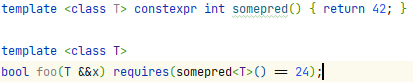 template <class T> constexpr int somepred() { return 42; }
template <class T>
bool foo(T &&x) requires(somepred<T>() == 24);